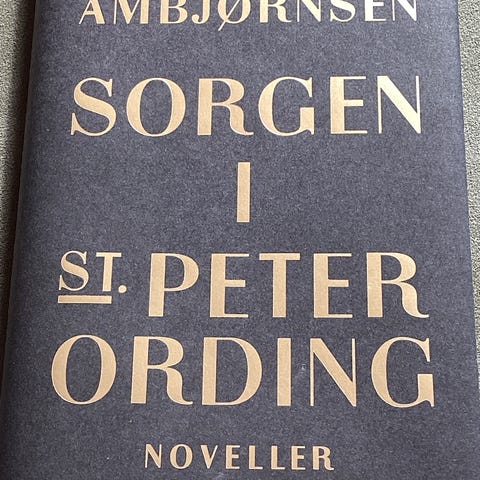 AMBJØRNSEN
SORGEN
I
ST. PETER
ORDING
NOVELLER